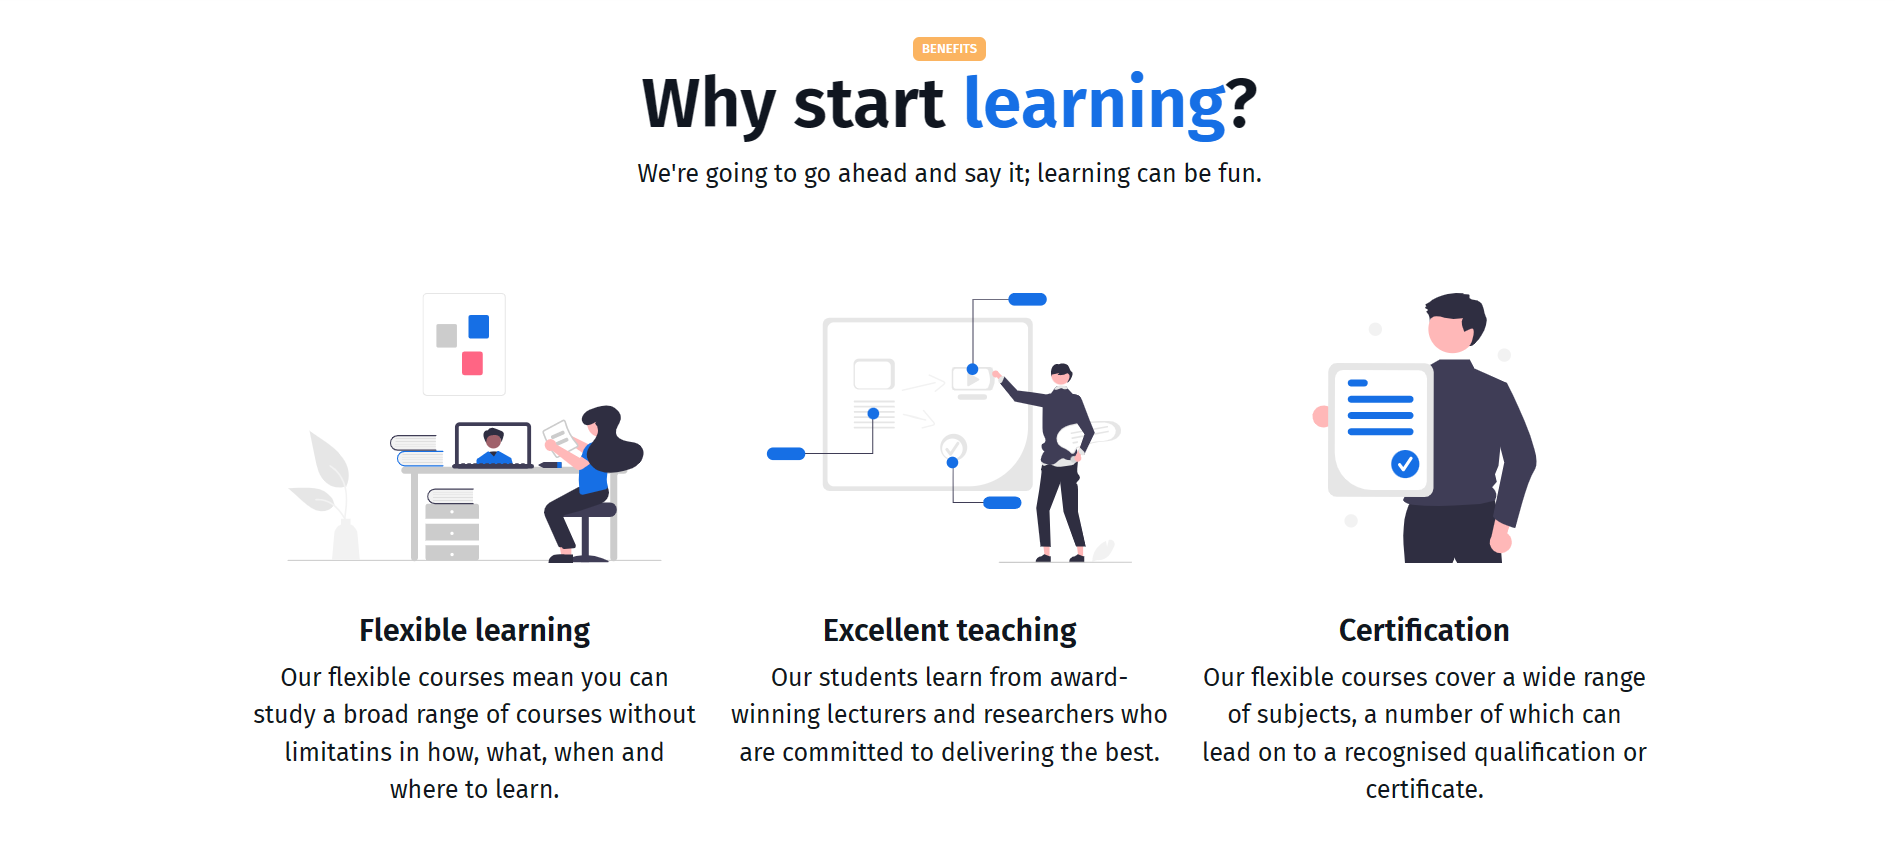 BENEFITS
Why start learning?
We're going to go ahead and say it; learning can be fun.
Flexible learning
Our flexible courses mean you can
study a broad range of courses without
limitatins in how, what, when and
where to learn.
Excellent teaching
Our students learn from award-
winning lecturers and researchers who
are committed to delivering the best.
Certification
Our flexible courses cover a wide range
of subjects, a number of which can
lead on to a recognised qualification or
certificate.